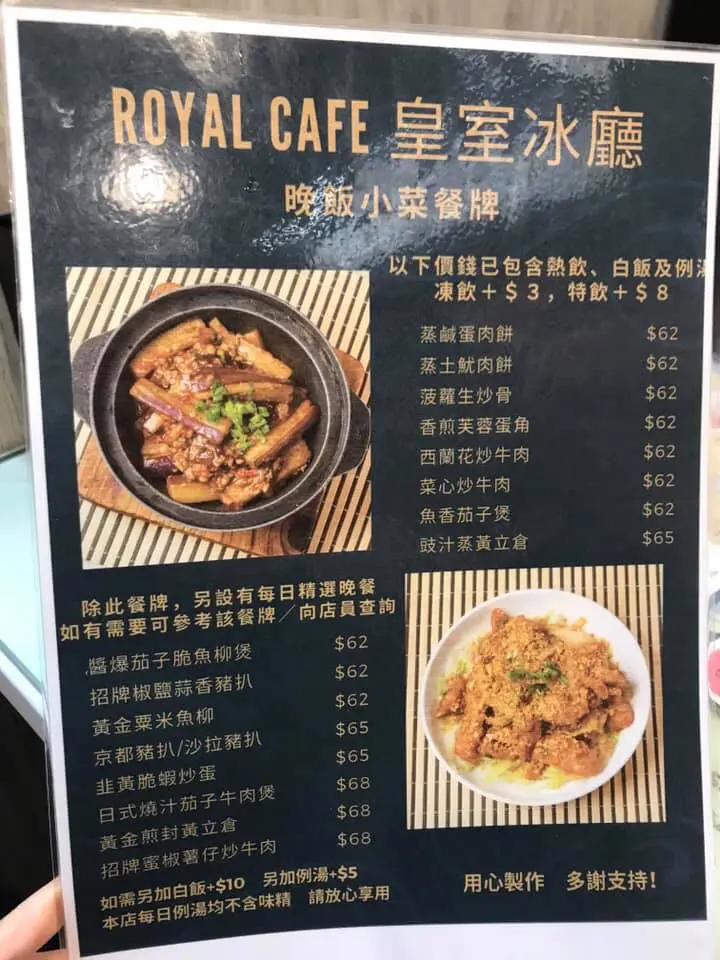 ROYAL CAFE 皇室冰廳
晚飯小菜餐牌
以下價錢已包含熱飲、白飯及例湯
凍飲+$3，特飲+$8
蒸鹹蛋肉餅 $62
蒸土魷肉餅 $62
菠蘿生炒骨 $62
香煎芙蓉蛋角 $62
西蘭花炒牛肉 $62
菜心炒牛肉 $62
魚香茄子煲 $62
豉汁蒸黃立倉 $65
除此餐牌，另設有每日精選晚餐
如有需要可參考該餐牌／向店員查詢
醬爆茄子脆魚柳煲 $62
招牌椒鹽蒜香豬扒 $62
黃金粟米魚柳 $62
京都豬扒/沙拉豬扒 $65
韭黃脆蝦炒蛋 $65
日式燒汁茄子牛肉煲 $68
黃金煎封黃立倉 $68
招牌蜜椒薯仔炒牛肉 $68
如需另加白飯+$10 另加例湯+$5
本店每日例湯均不含味精 請放心享用
用心製作 多謝支持!